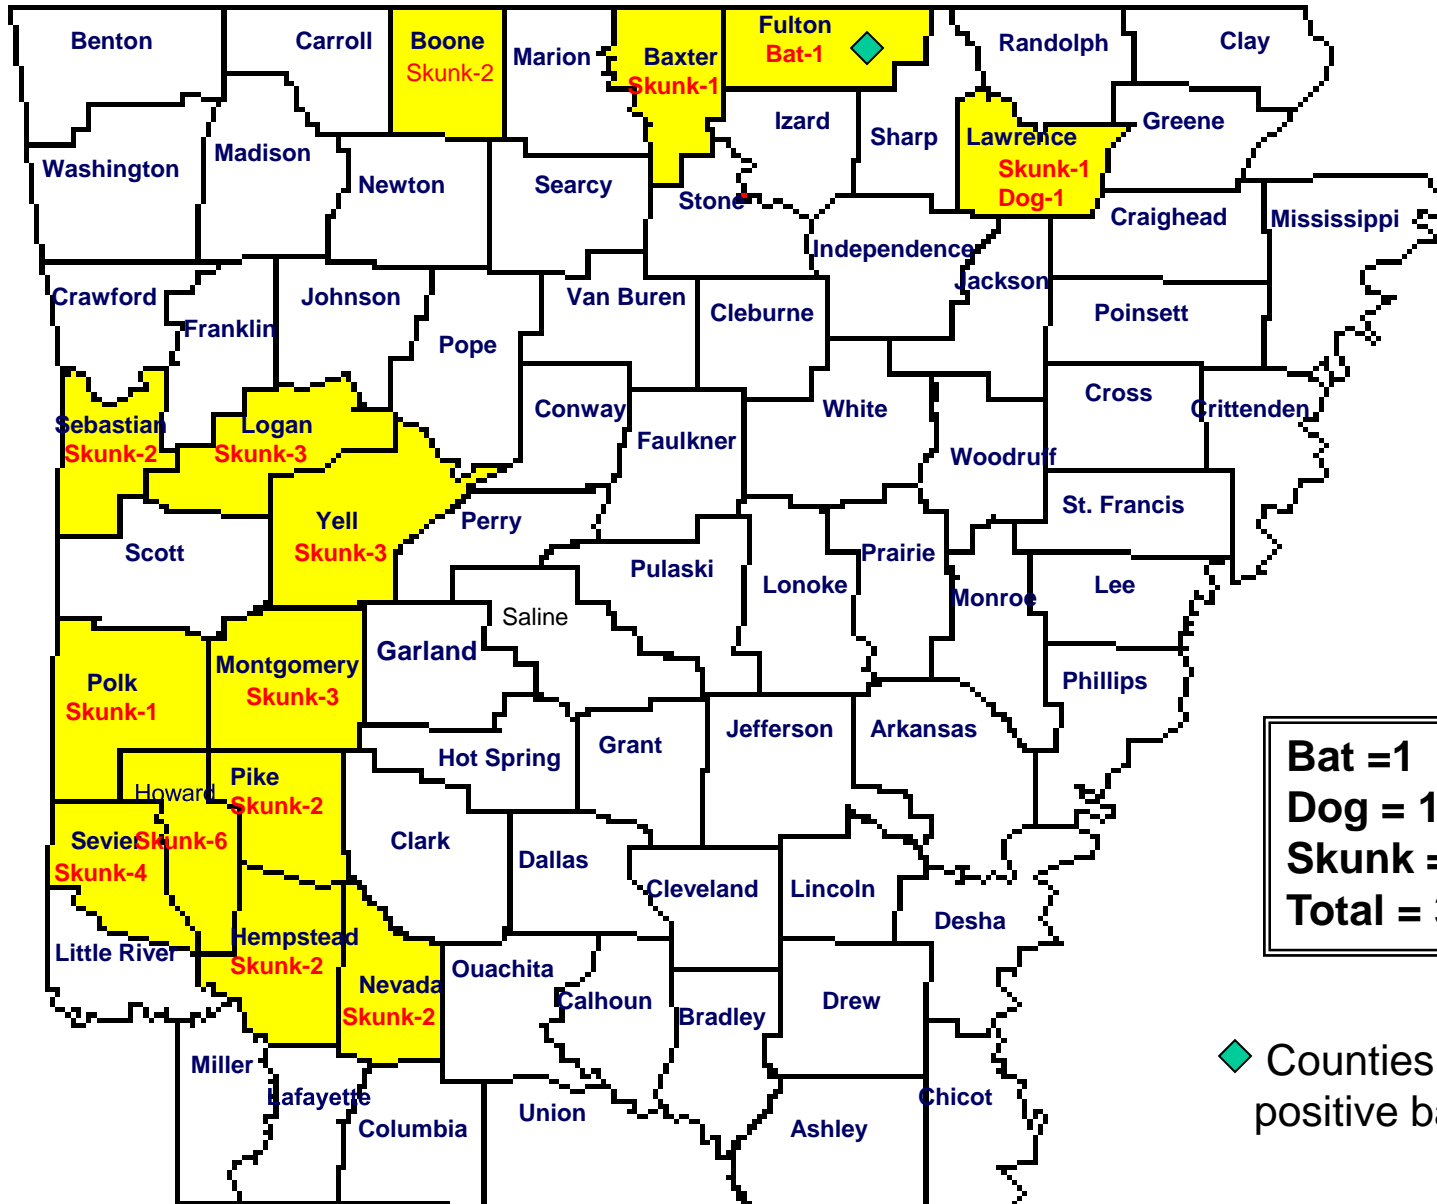 Benton
Carroll
Boone
Skunk-2
Marion
Baxter
Skunk-1
Fulton
Bat-1
Randolph
Clay
Washington
Madison
Newton
Searcy
Stone
Izard
Sharp
Lawrence
Skunk-1
Dog-1
Greene
Craighead
Mississippi
Independence
Jackson
Crawford
Franklin
Johnson
Pope
Van Buren
Cleburne
Poinsett
Sebastian
Skunk-2
Logan
Skunk-3
Conway
Faulkner
White
Woodruff
Cross
Crittenden
Scott
Yell
Skunk-3
Perry
Pulaski
Lonoke
Prairie
Monroe
St. Francis
Lee
Phillips
Polk
Skunk-1
Montgomery
Skunk-3
Garland
Saline
Hot Spring
Grant
Jefferson
Arkansas
Howard
Skunk-6
Pike
Skunk-2
Sevier
Skunk-4
Clark
Dallas
Cleveland
Lincoln
Desha
Little River
Hempstead
Skunk-2
Nevada
Skunk-2
Ouachita
Calhoun
Bradley
Drew
Miller
Lafayette
Columbia
Union
Ashley
Chicot
Bat =1
Dog = 1
Skunk =
Total =
Counties
positive